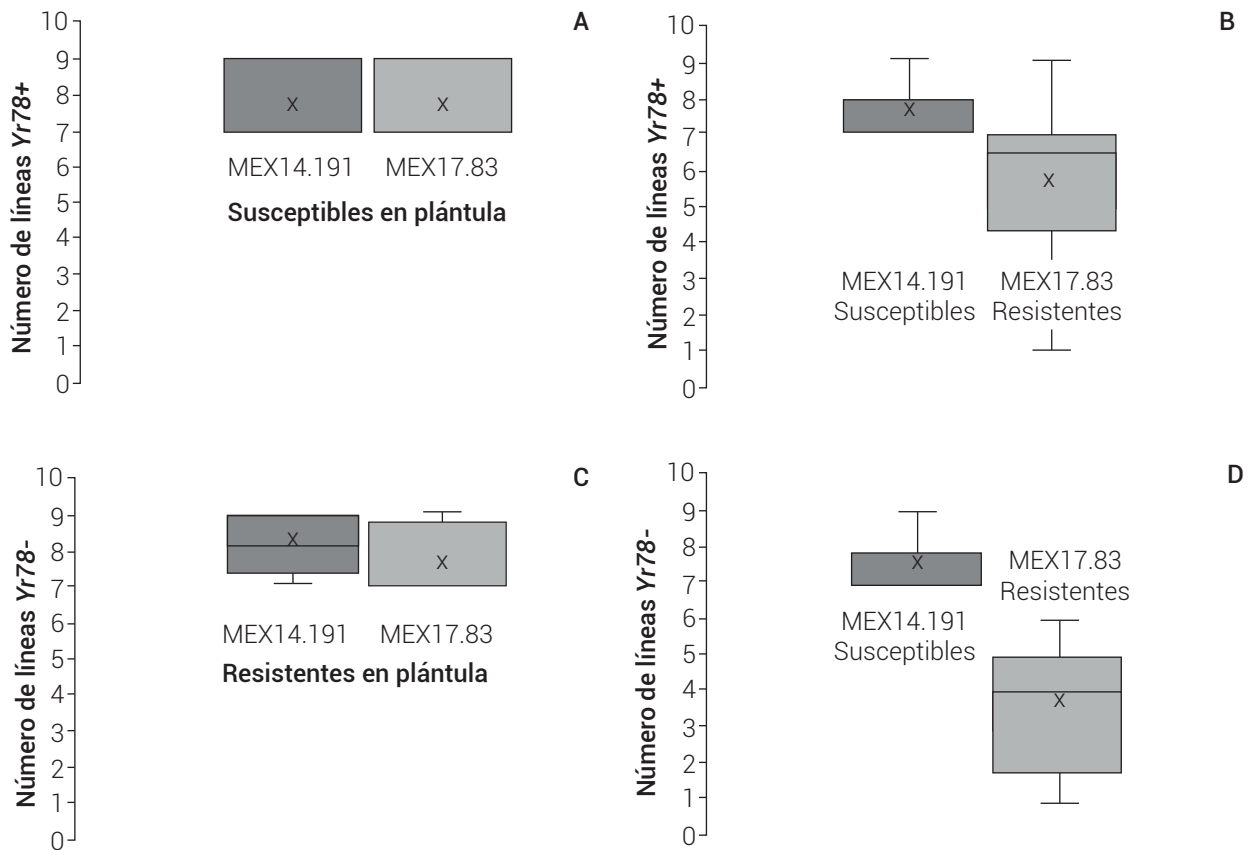 A
Número de líneas Yr78+
10
9
8
7
6
5
4
3
2
1
0
X
X
MEX14.191 MEX17.83
Susceptibles en plántula
B
Número de líneas Yr78+
10
9
8
7
6
5
4
3
2
1
0
X
X
MEX14.191 MEX17.83
Susceptibles Resistentes
C
Número de líneas Yr78-
10
9
8
7
6
5
4
3
2
1
0
X
X
MEX14.191 MEX17.83
Resistentes en plántula
D
Número de líneas Yr78-
10
9
8
7
6
5
4
3
2
1
0
X
MEX17.83
Resistentes
MEX14.191
Susceptibles
X